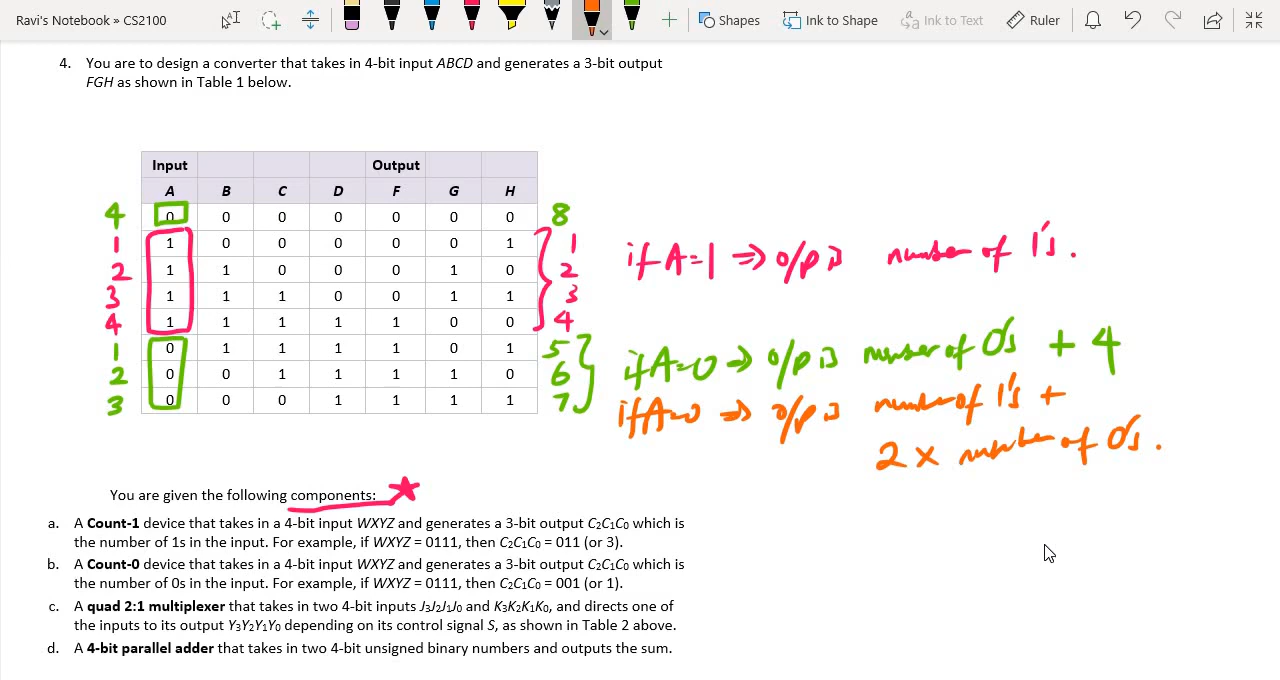 Ravi's Notebook » CS2100
Shapes Ink to Shape Ink to Text Ruler
4. You are to design a converter that takes in 4-bit input ABCD and generates a 3-bit output
FGH as shown in Table 1 below.
Input Output
A B C D F G H
4 0 0 0 0 0 0 0 8
1 1 0 0 0 0 0 1 1
2 1 1 0 0 0 1 0 2
3 1 1 1 0 0 1 1 3
4 1 1 1 1 1 0 0 4
1 0 1 1 1 1 0 1 5
2 0 0 1 1 1 1 0 6
3 0 0 0 1 1 1 1 7
if A=1 ⇒ o/p is number of 1's.
if A=0 ⇒ o/p is number of 0's + 4
if A=0 ⇒ o/p is number of 1's +
2 x number of 0's.
You are given the following components:
a. A Count-1 device that takes in a 4-bit input WXYZ and generates a 3-bit output C₂C₁C₀ which is
the number of 1s in the input. For example, if WXYZ = 0111, then C₂C₁C₀ = 011 (or 3).
b. A Count-0 device that takes in a 4-bit input WXYZ and generates a 3-bit output C₂C₁C₀ which is
the number of 0s in the input. For example, if WXYZ = 0111, then C₂C₁C₀ = 001 (or 1).
c. A quad 2:1 multiplexer that takes in two 4-bit inputs J₃J₂J₁J₀ and K₃K₂K₁K₀, and directs one of
the inputs to its output Y₃Y₂Y₁Y₀ depending on its control signal S, as shown in Table 2 above.
d. A 4-bit parallel adder that takes in two 4-bit unsigned binary numbers and outputs the sum.